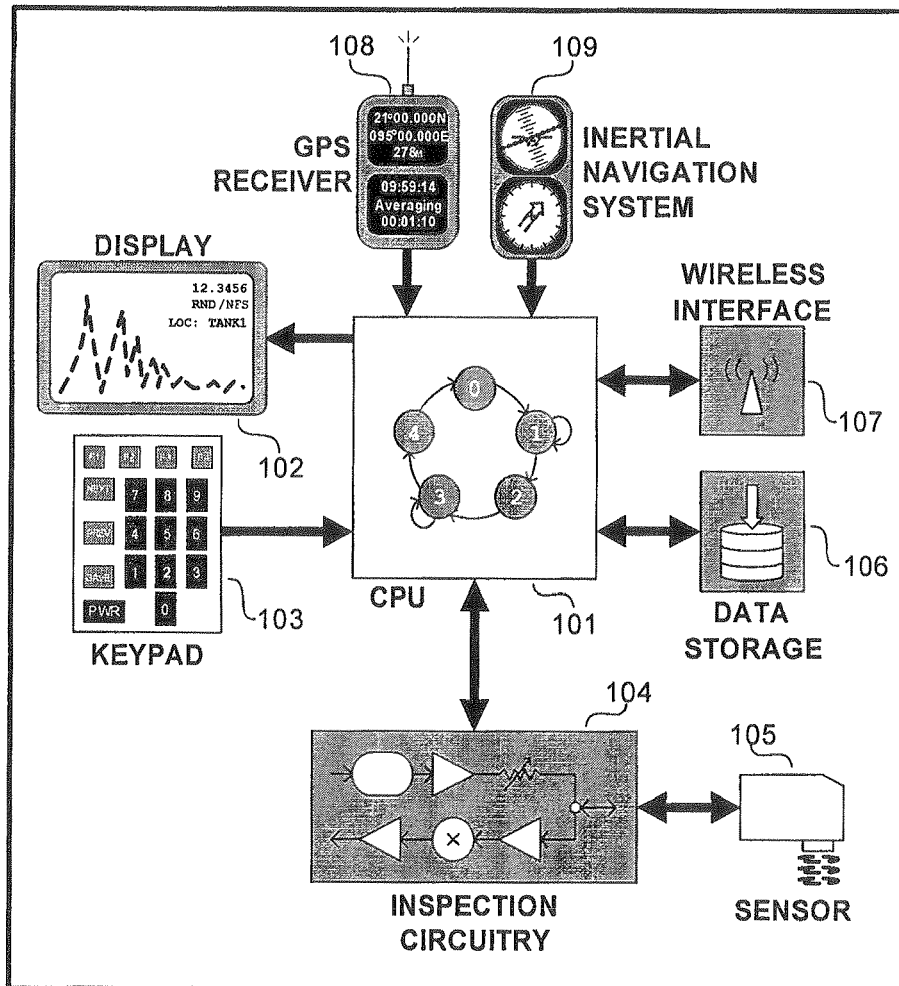 108
109
21°00.000N
095°00.000E
278m
09:59:14
Averaging
00:01:10
GPS
RECEIVER
INERTIAL
NAVIGATION
SYSTEM
DISPLAY
12.3456
RND/NFS
LOC: TANK1
102
WIRELESS
INTERFACE
107
0
1
2
3
4
CPU
101
7 8 9
4 5 6
1 2 3
SAVE
PWR 0
103
KEYPAD
106
DATA
STORAGE
104
INSPECTION
CIRCUITRY
105
SENSOR